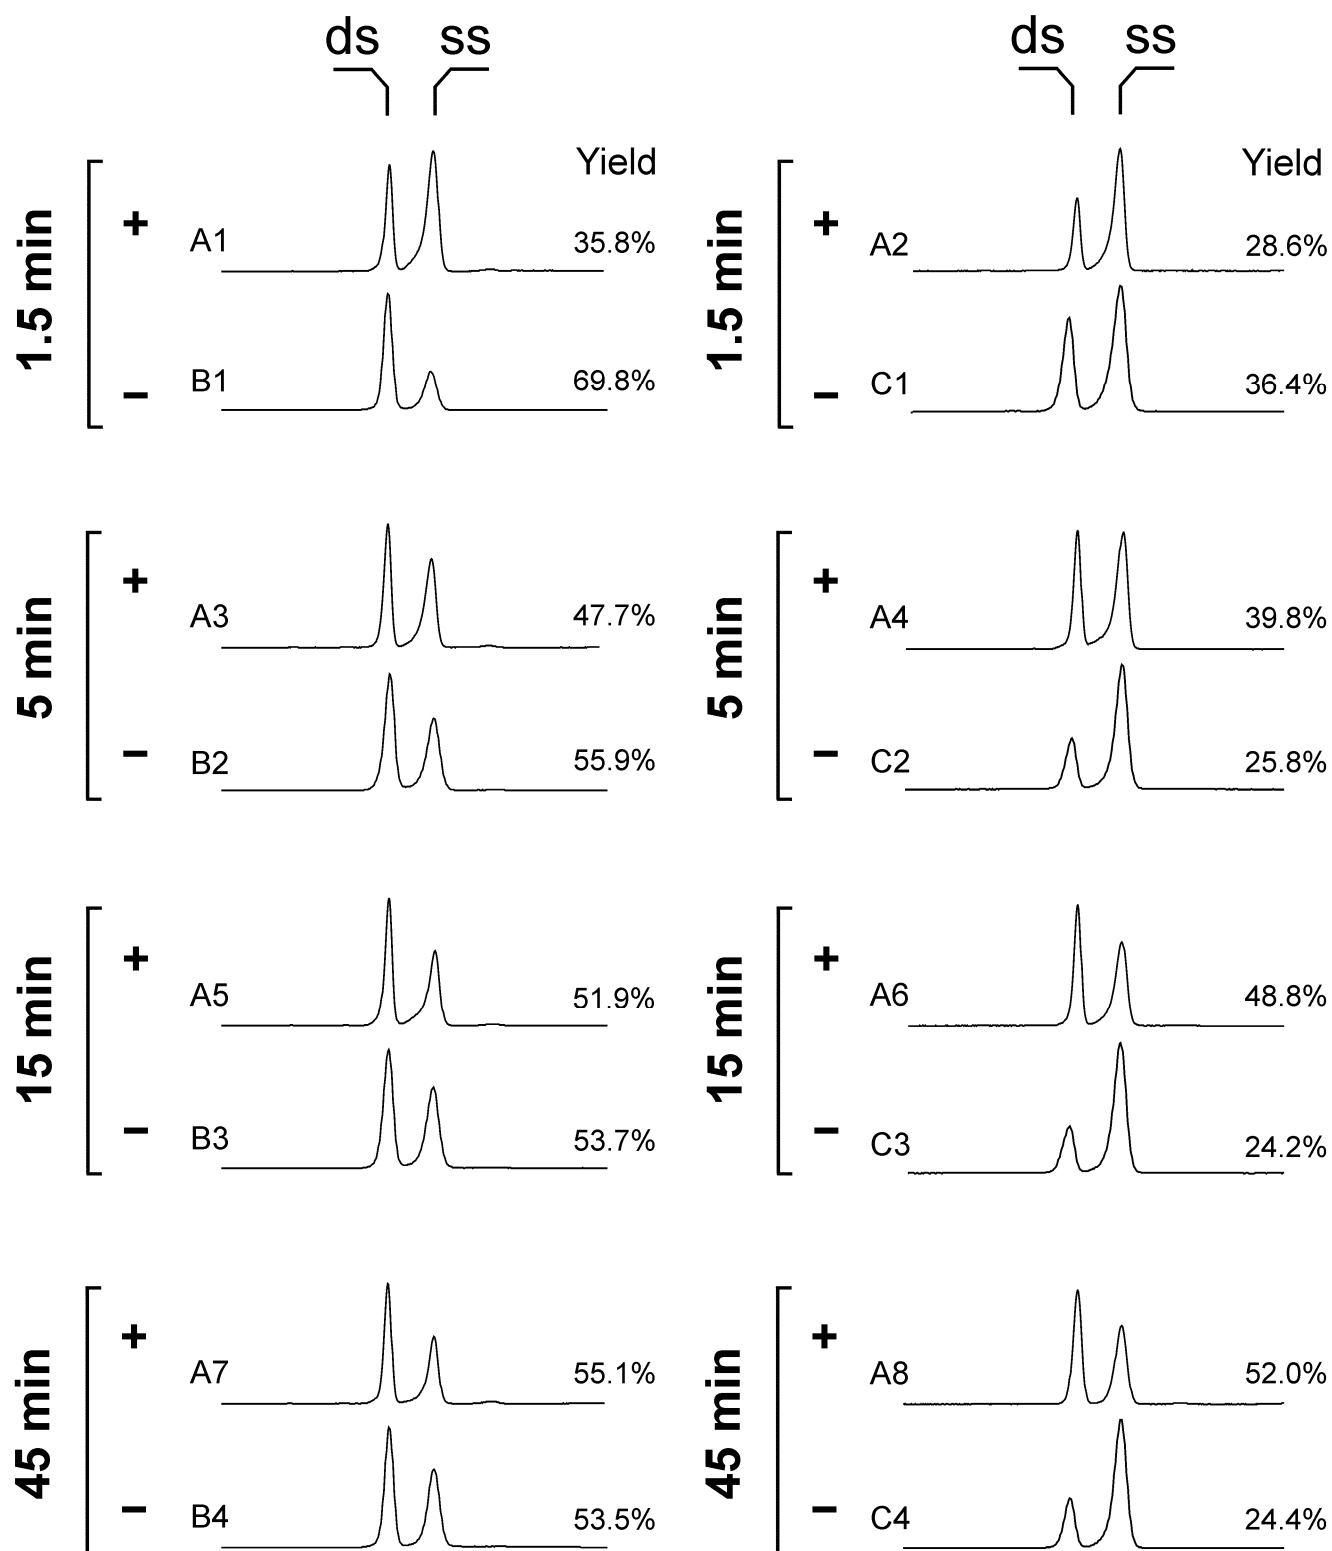 ds ss
Yield
1.5 min
+
A1 35.8%
−
B1 69.8%
5 min
+
A3 47.7%
−
B2 55.9%
15 min
+
A5 51.9%
−
B3 53.7%
45 min
+
A7 55.1%
−
B4 53.5%
ds ss
Yield
1.5 min
+
A2 28.6%
−
C1 36.4%
5 min
+
A4 39.8%
−
C2 25.8%
15 min
+
A6 48.8%
−
C3 24.2%
45 min
+
A8 52.0%
−
C4 24.4%